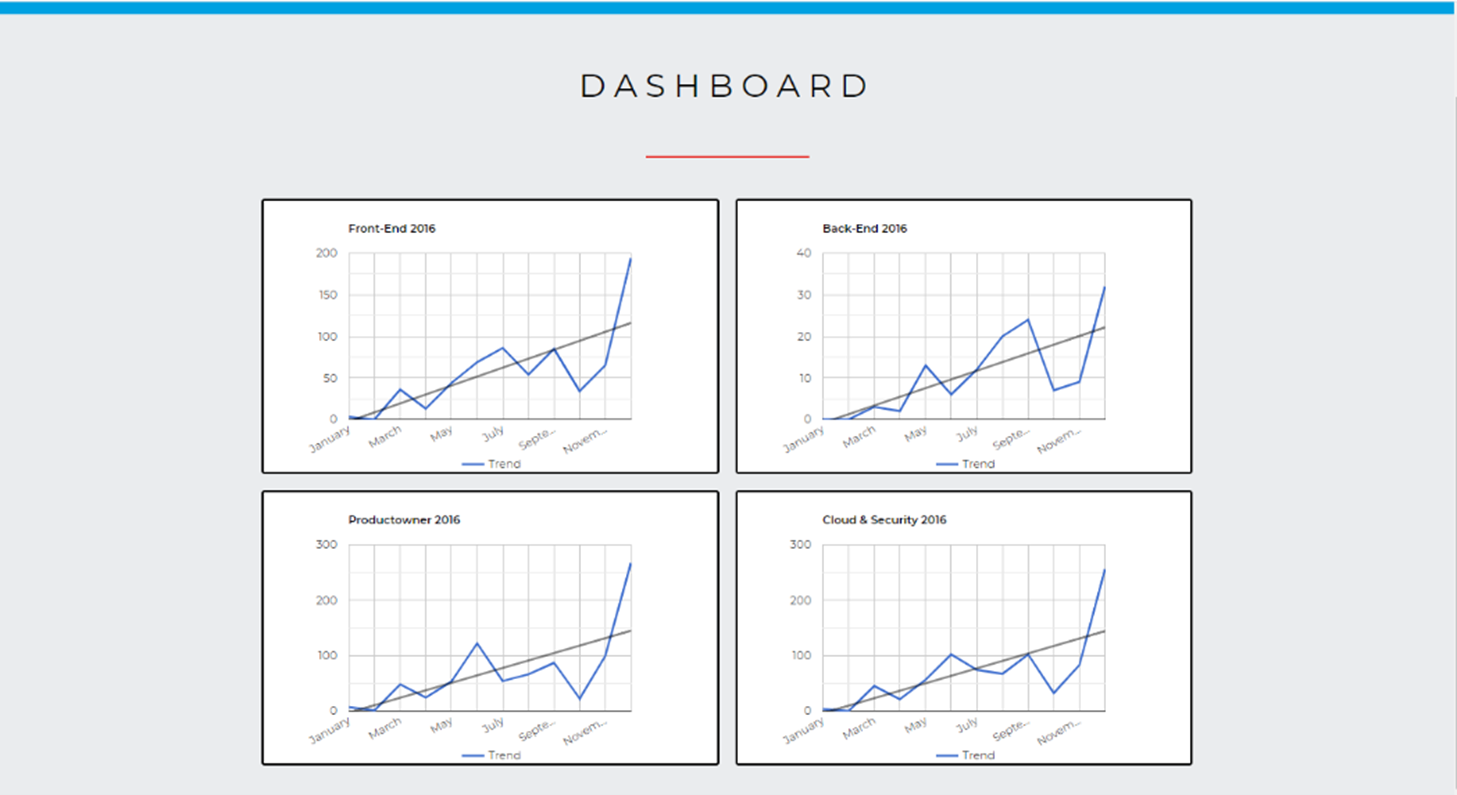 DASHBOARD
Front-End 2016
200
150
100
50
0
January March May July Septe... Novem...
Trend
Back-End 2016
40
30
20
10
0
January March May July Septe... Novem...
Trend
Productowner 2016
300
200
100
0
January March May July Septe... Novem...
Trend
Cloud & Security 2016
300
200
100
0
January March May July Septe... Novem...
Trend